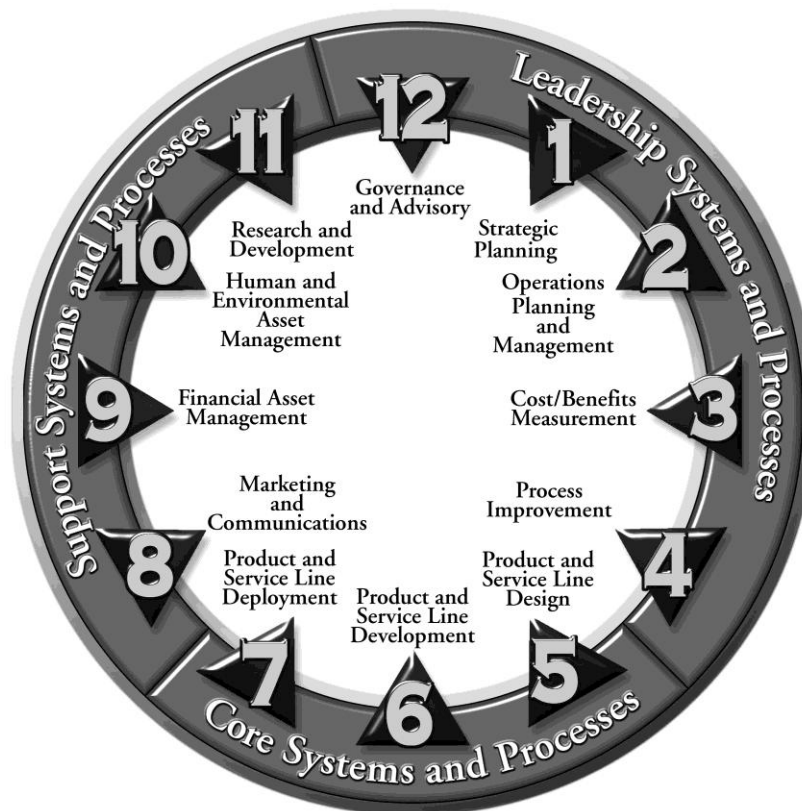 Leadership Systems and Processes
Core Systems and Processes
Support Systems and Processes
12
Governance
and Advisory
1
Strategic
Planning
2
Operations
Planning
and
Management
3
Cost/Benefits
Measurement
4
Process
Improvement
5
Product and
Service Line
Design
6
Product and
Service Line
Development
7
Product and
Service Line
Deployment
8
Marketing
and
Communications
9
Financial Asset
Management
10
Human and
Environmental
Asset
Management
11
Research and
Development